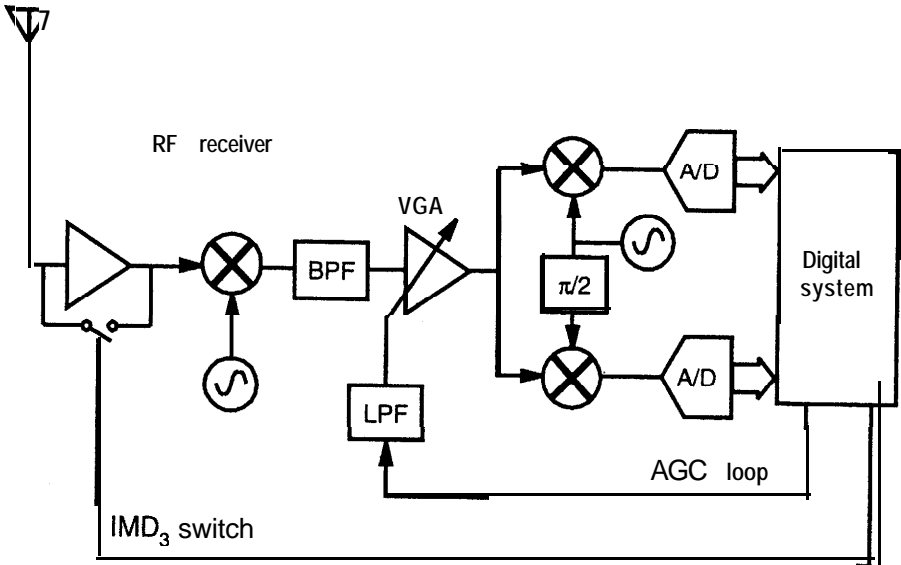 RF receiver
VGA
A/D
BPF
π/2
Digital
system
LPF
A/D
AGC loop
IMD₃ switch